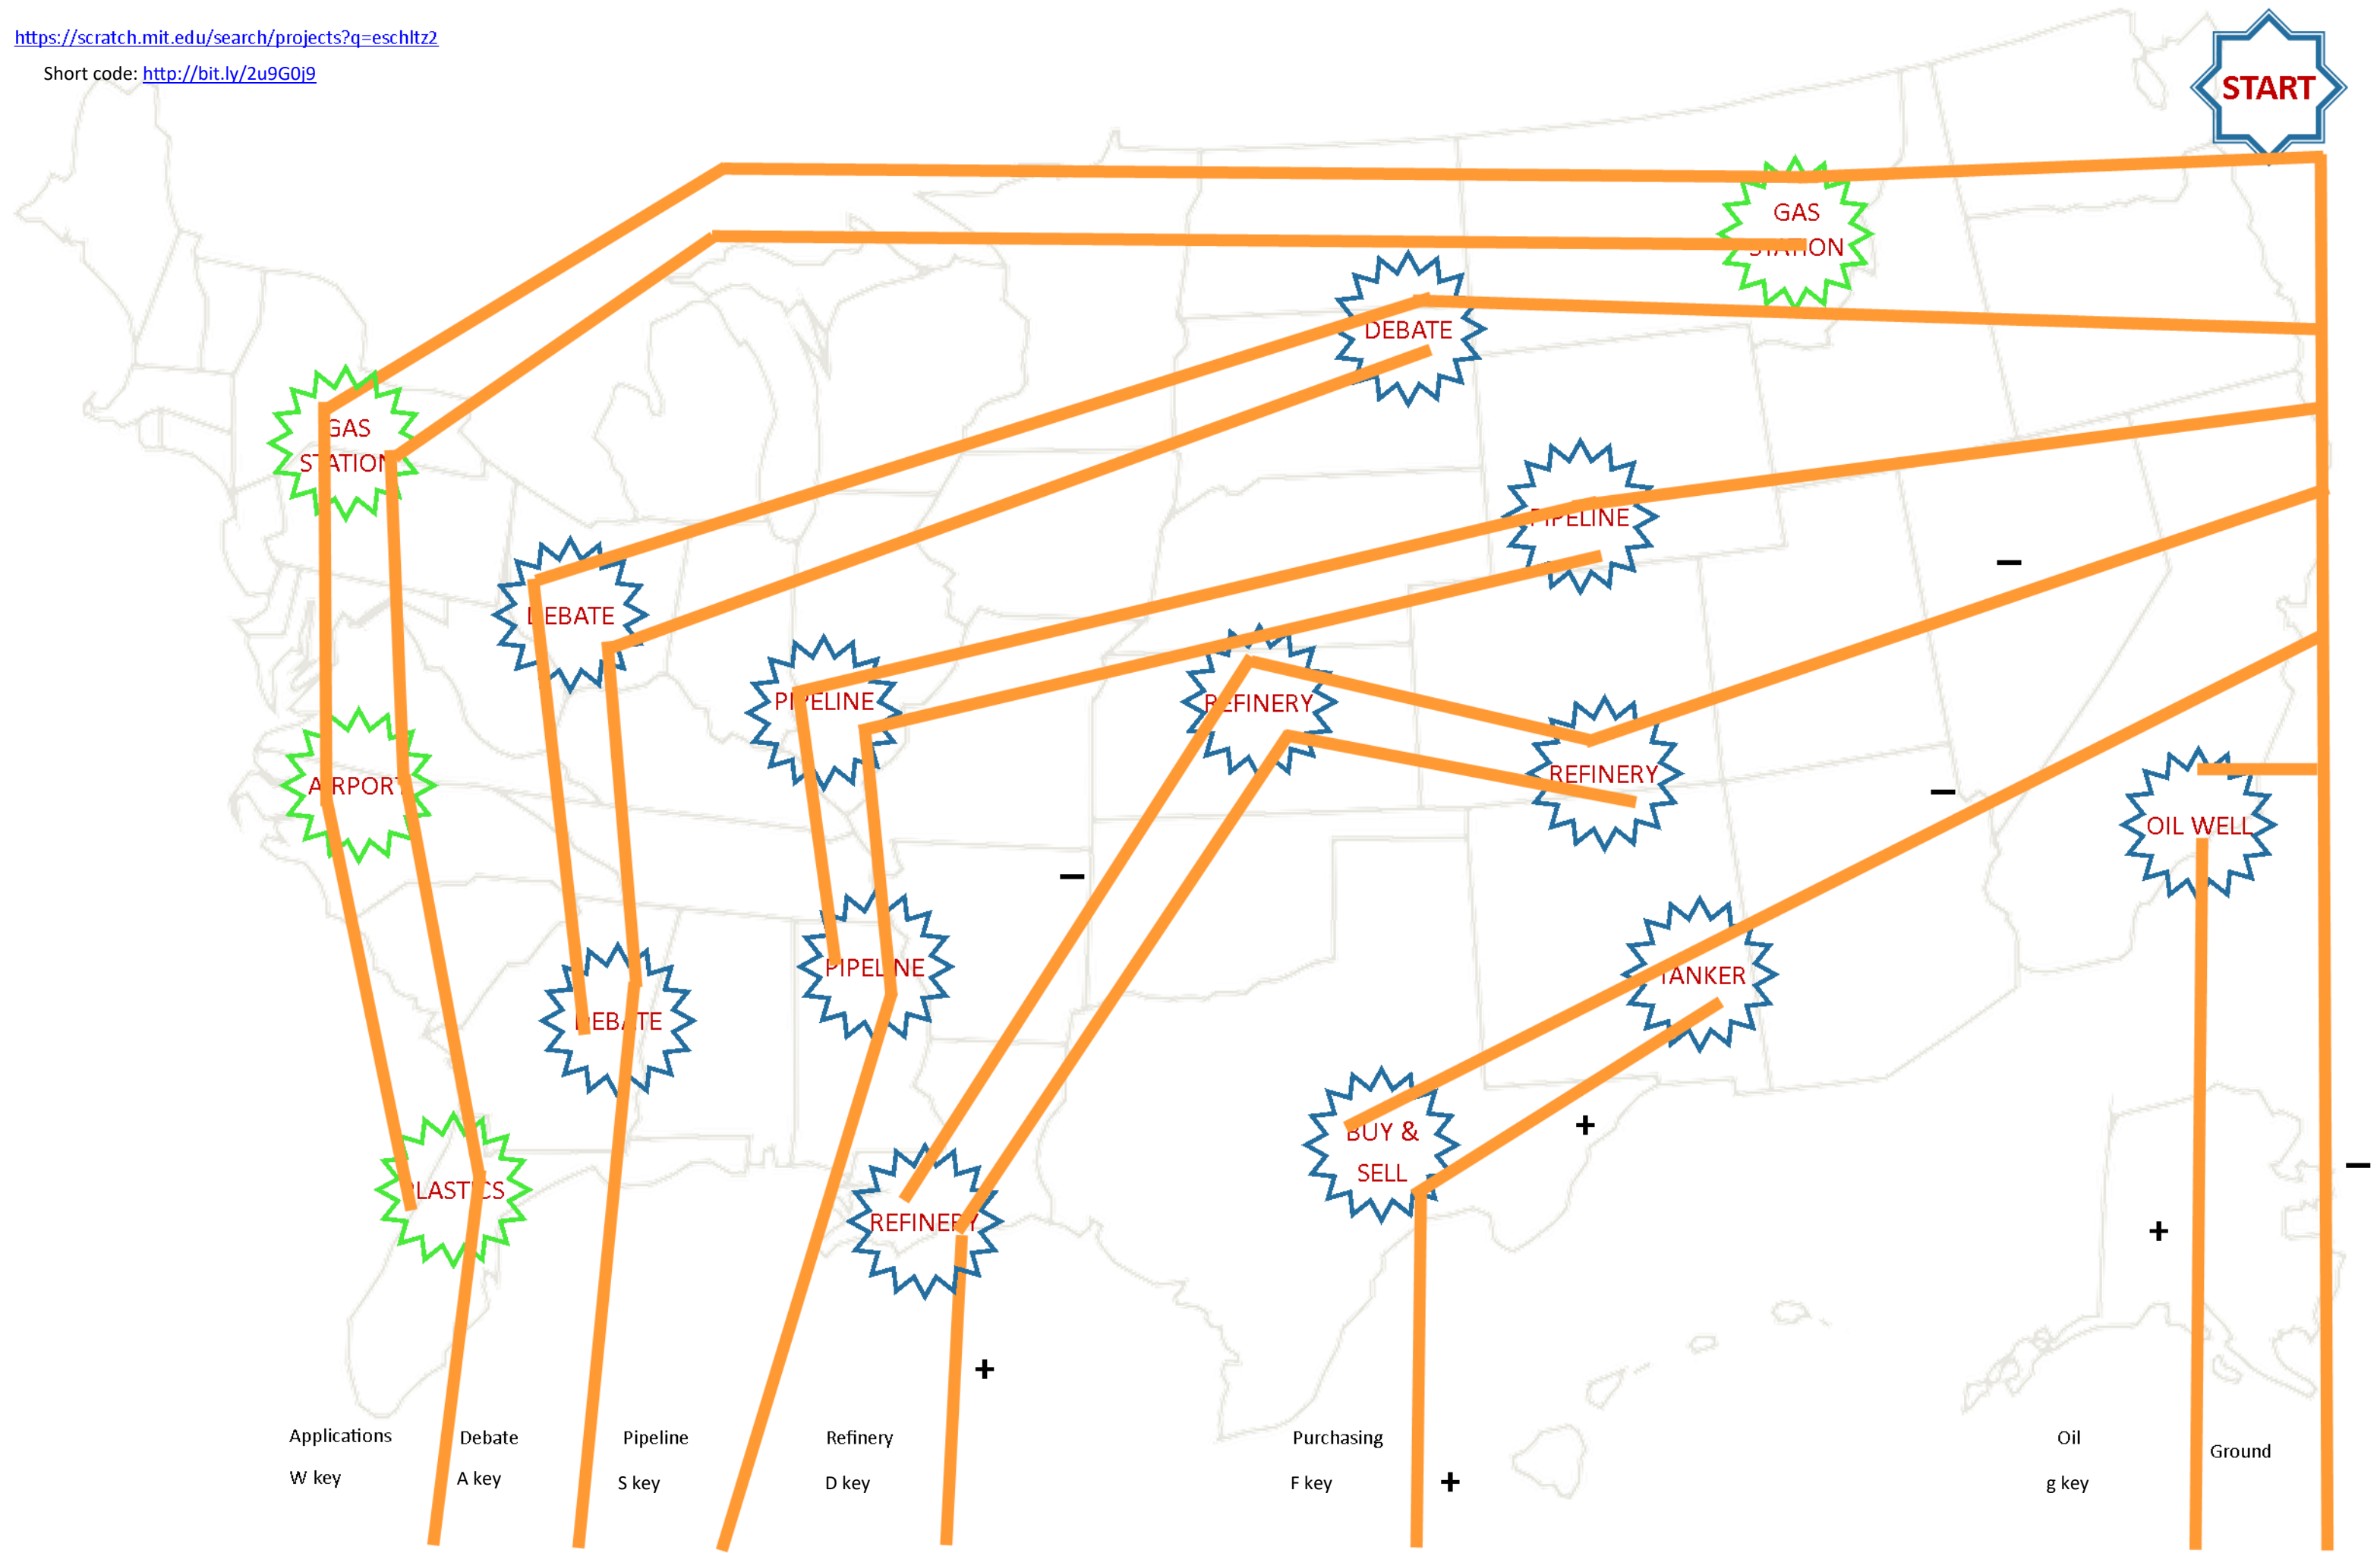 https://scratch.mit.edu/search/projects?q=eschltz2
Short code: http://bit.ly/2u9G0j9
START
GAS
STATION
DEBATE
GAS
STATION
PIPELINE
–
DEBATE
PIPELINE
REFINERY
REFINERY
AIRPORT
–
OIL WELL
–
PIPELINE
TANKER
DEBATE
BUY &
SELL
+
–
PLASTICS
REFINERY
+
+
Applications
W key
Debate
A key
Pipeline
S key
Refinery
D key
Purchasing
F key
+
Oil
g key
Ground